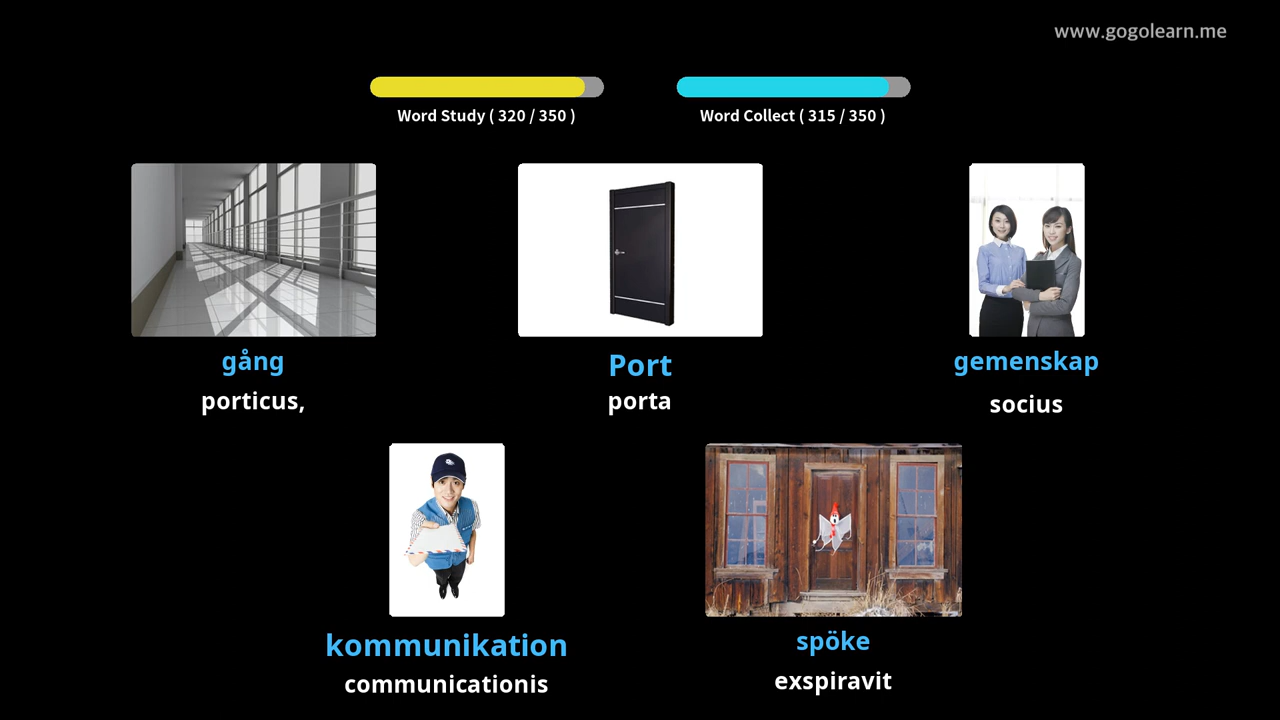 www.gogolearn.me
Word Study ( 320 / 350 )
Word Collect ( 315 / 350 )
gång
porticus,
Port
porta
gemenskap
socius
kommunikation
communicationis
spöke
exspiravit